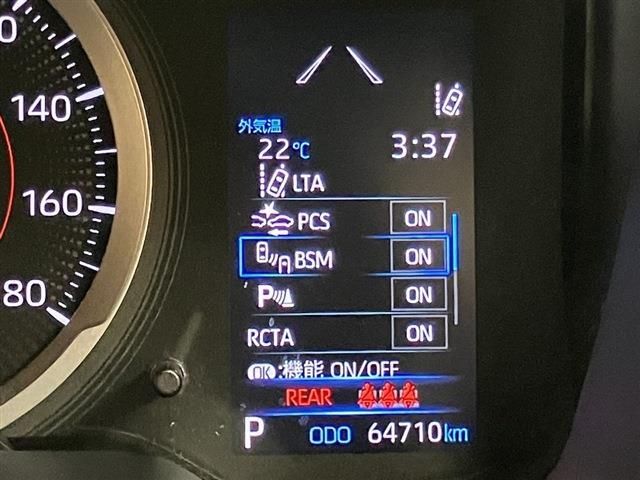 140
160
80
外気温
22℃
3:37
LTA
PCS ON
BSM ON
P ON
RCTA ON
OK:機能 ON/OFF
REAR
P ODO 64710km